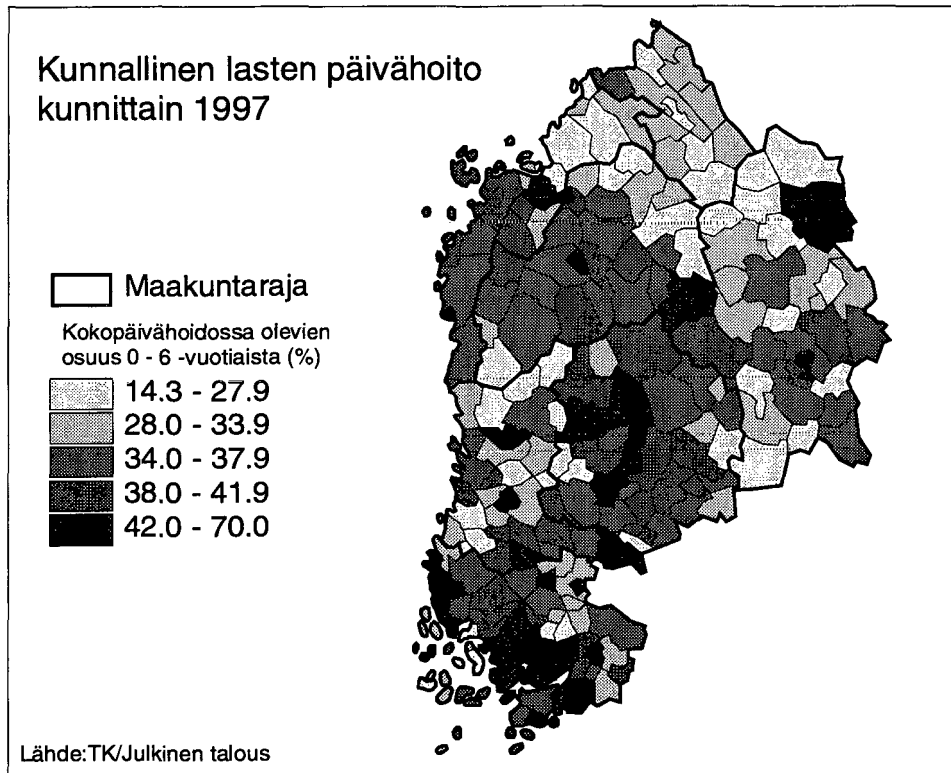 Kunnallinen lasten päivähoito
kunnittain 1997
Maakuntaraja
Kokopäivähoidossa olevien
osuus 0 - 6 -vuotiaista (%)
14.3 - 27.9
28.0 - 33.9
34.0 - 37.9
38.0 - 41.9
42.0 - 70.0
Lähde:TK/Julkinen talous